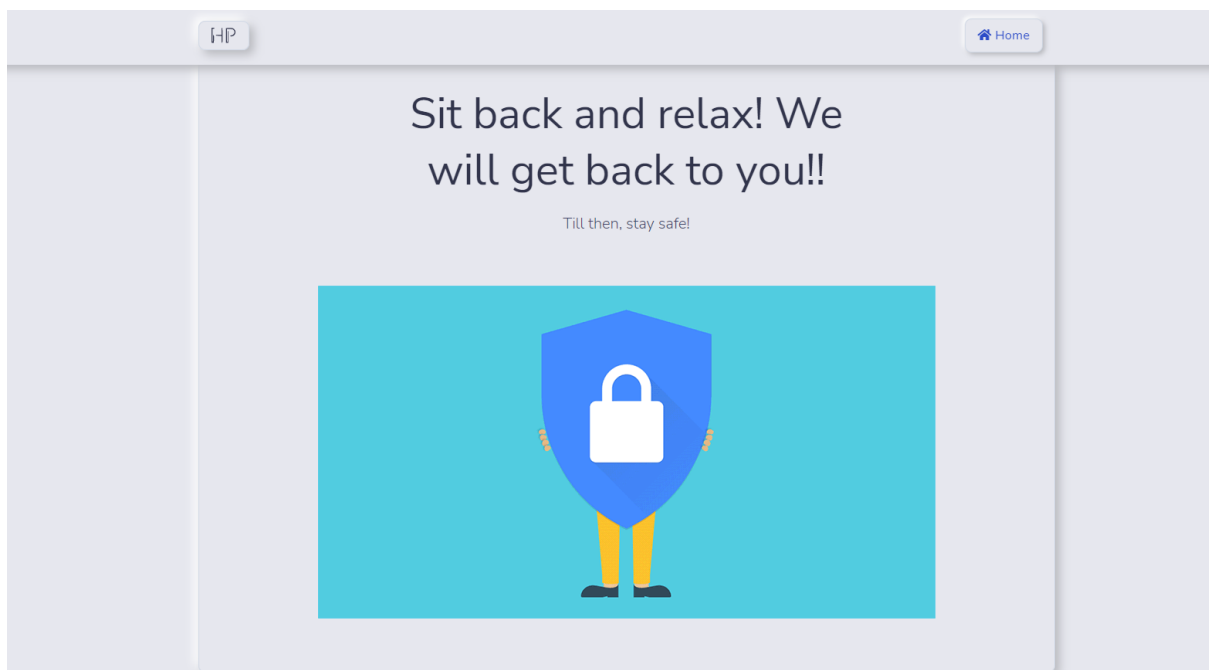 HP
Home
Sit back and relax! We
will get back to you!!
Till then, stay safe!